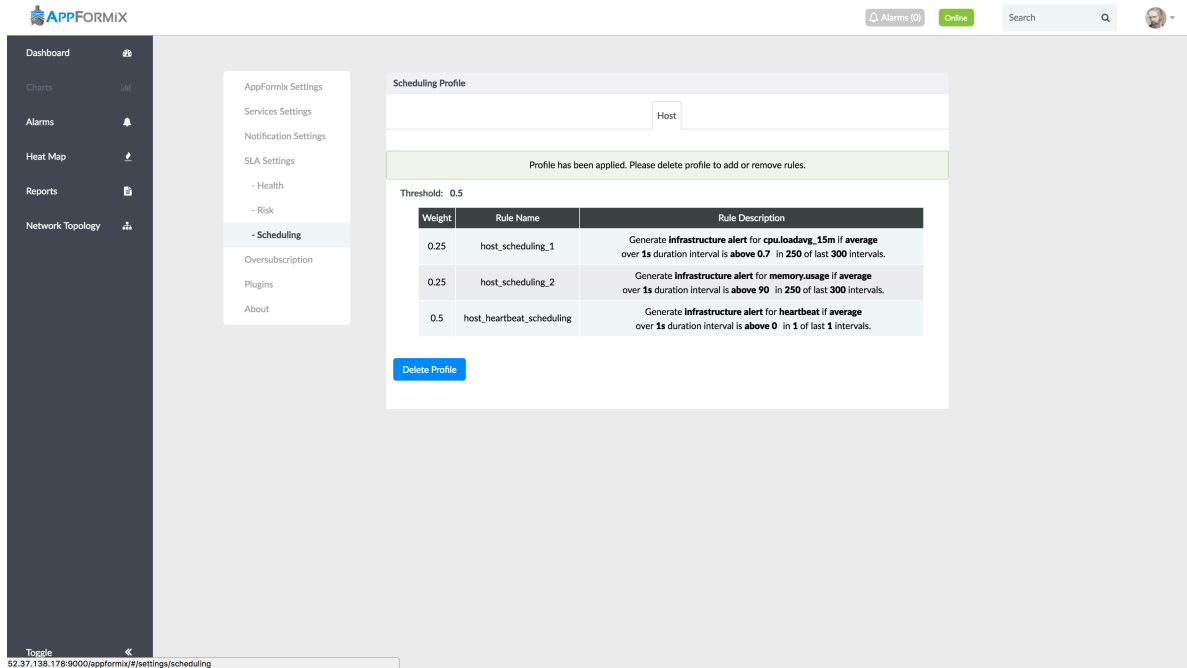 APPFORMIX
Alarms (0)
Online
Search
Dashboard
Charts
Alarms
Heat Map
Reports
Network Topology
Toggle
AppFormix Settings
Services Settings
Notification Settings
SLA Settings
- Health
- Risk
- Scheduling
Oversubscription
Plugins
About
Scheduling Profile
Host
Profile has been applied. Please delete profile to add or remove rules.
Threshold: 0.5
Weight Rule Name Rule Description
0.25 host_scheduling_1 Generate infrastructure alert for cpu.loadavg_15m if average
over 1s duration interval is above 0.7 in 250 of last 300 intervals.
0.25 host_scheduling_2 Generate infrastructure alert for memory.usage if average
over 1s duration interval is above 90 in 250 of last 300 intervals.
0.5 host_heartbeat_scheduling Generate infrastructure alert for heartbeat if average
over 1s duration interval is above 0 in 1 of last 1 intervals.
Delete Profile
52.37.138.178:9000/appformix/#/settings/scheduling